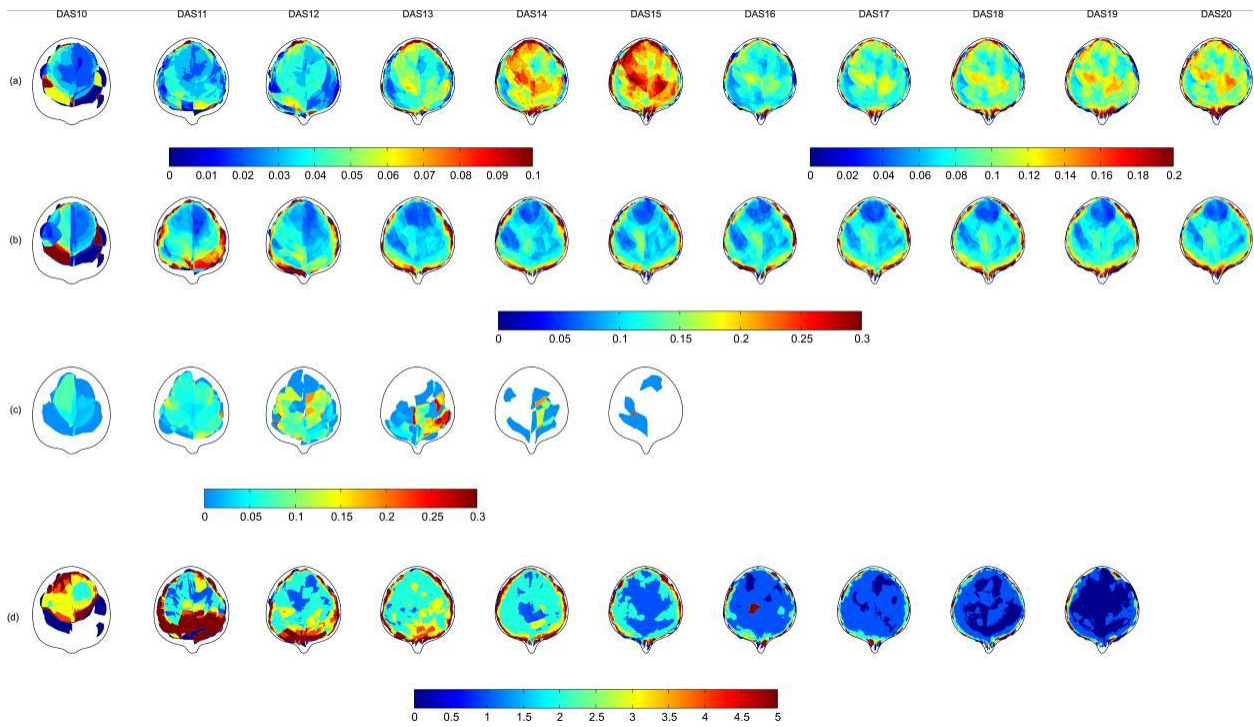 DAS10 DAS11 DAS12 DAS13 DAS14 DAS15 DAS16 DAS17 DAS18 DAS19 DAS20
(a)
0 0.01 0.02 0.03 0.04 0.05 0.06 0.07 0.08 0.09 0.1 0 0.02 0.04 0.06 0.08 0.1 0.12 0.14 0.16 0.18 0.2
(b)
0 0.05 0.1 0.15 0.2 0.25 0.3
(c)
0 0.05 0.1 0.15 0.2 0.25 0.3
(d)
0 0.5 1 1.5 2 2.5 3 3.5 4 4.5 5